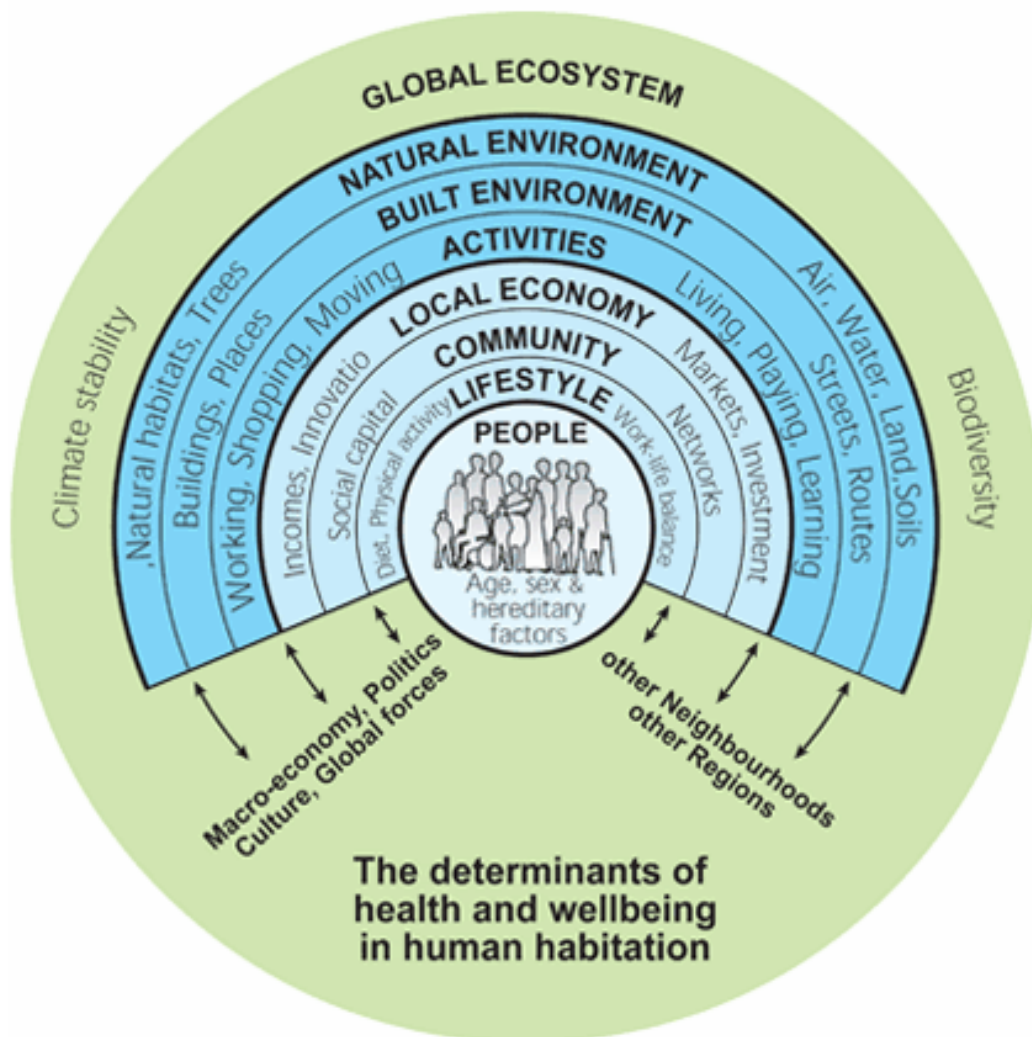 GLOBAL ECOSYSTEM
NATURAL ENVIRONMENT
BUILT ENVIRONMENT
ACTIVITIES
LOCAL ECONOMY
COMMUNITY
LIFESTYLE
PEOPLE
Climate stability
,Natural habitats, Trees
Buildings, Places
Working, Shopping, Moving
Incomes, Innovatio
Social capital
Diet. Physical activity
Work-life balance
Networks
Markets, Investment
Living, Playing, Learning
Streets, Routes
Air, Water, Land,Soils
Biodiversity
Age, sex &
hereditary
factors
Macro-economy, Politics
Culture, Global forces
other Neighbourhoods
other Regions
The determinants of
health and wellbeing
in human habitation